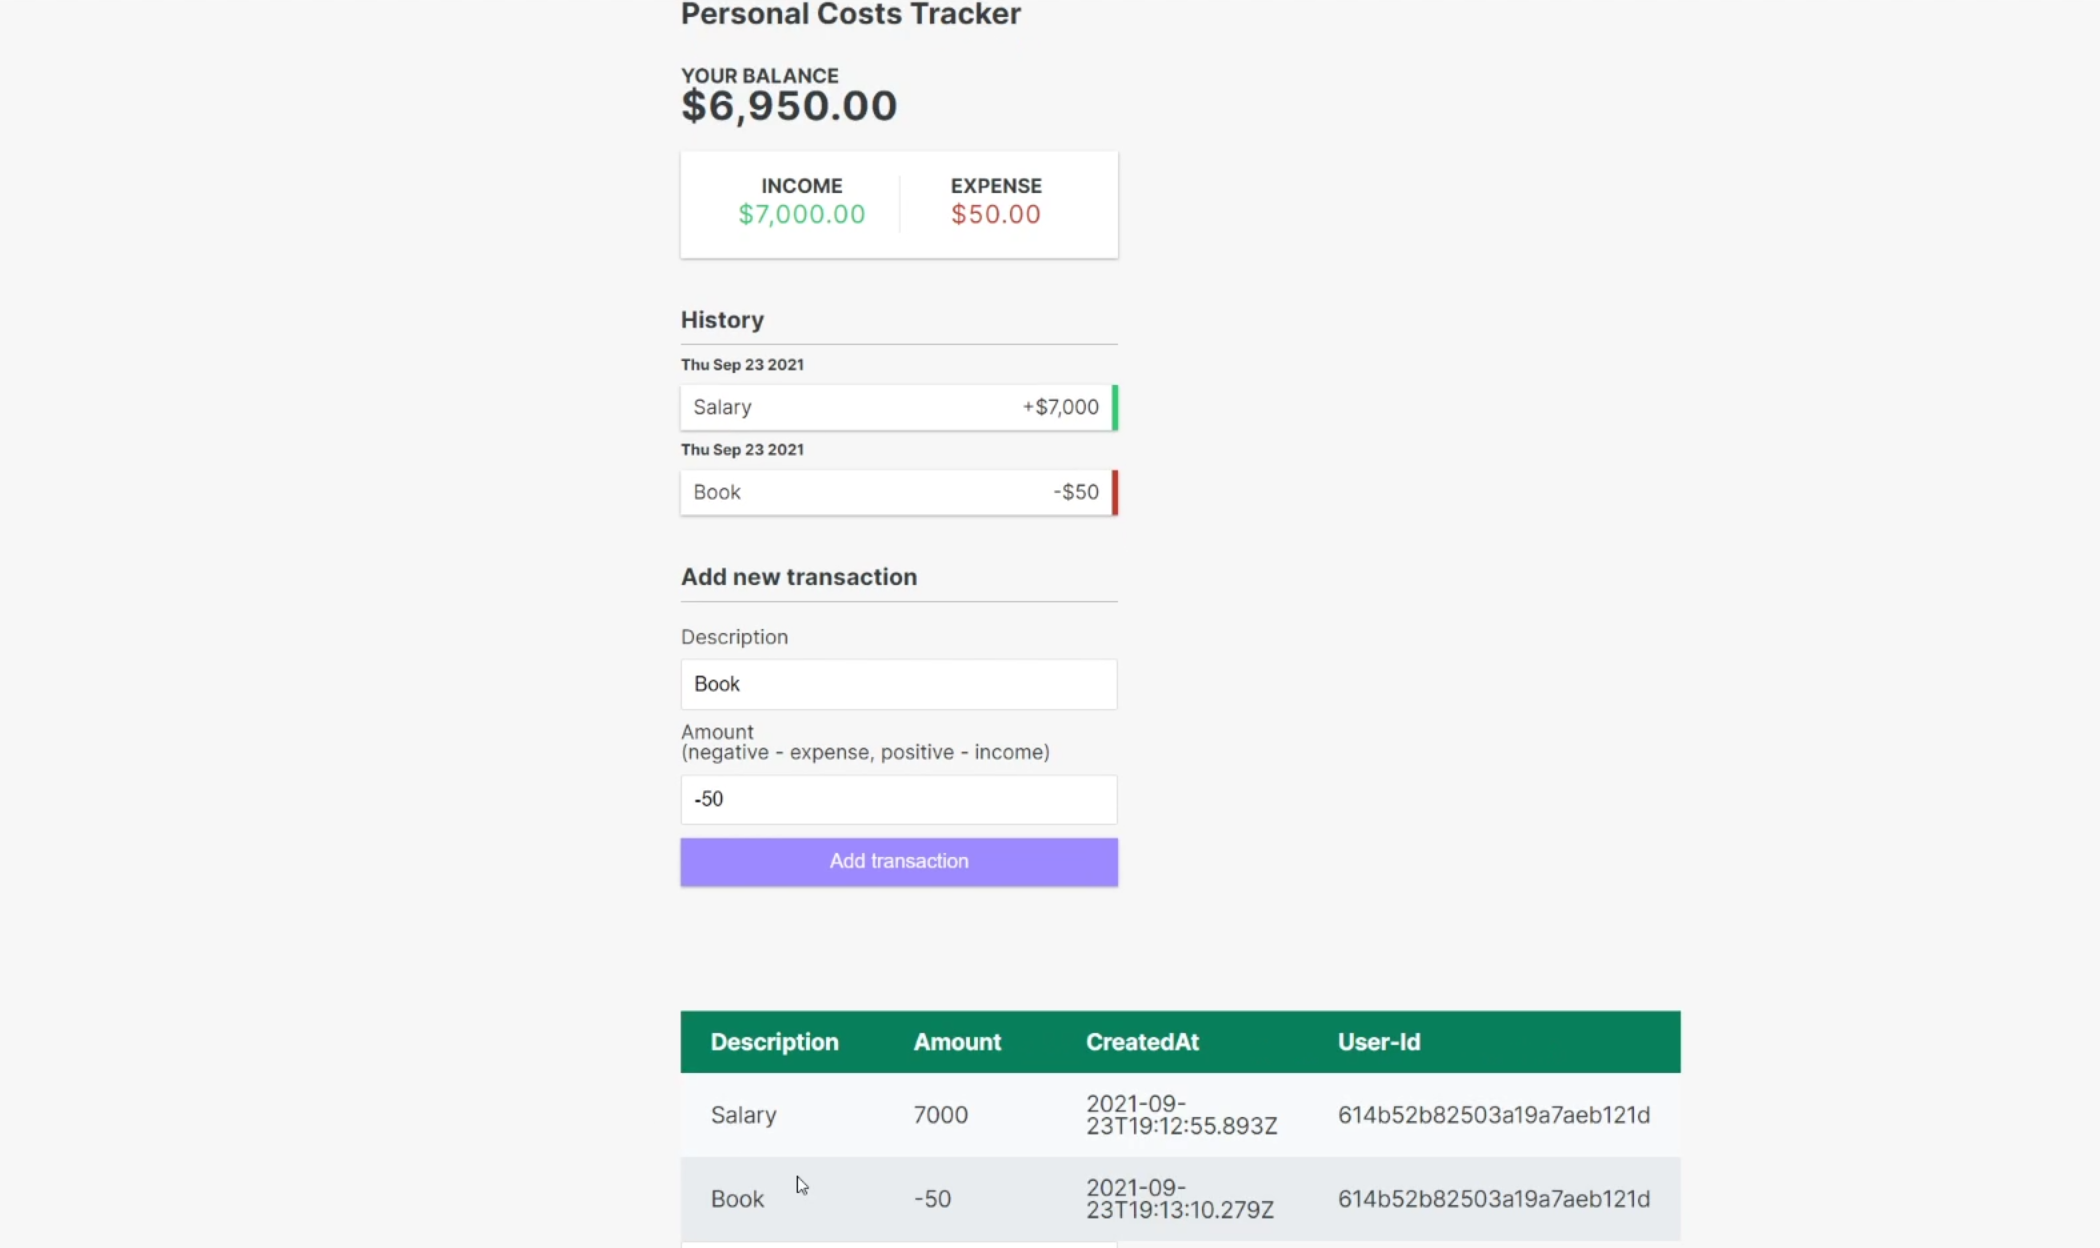 Personal Costs Tracker
YOUR BALANCE
$6,950.00
INCOME EXPENSE
$7,000.00 $50.00
History
Thu Sep 23 2021
Salary +$7,000
Thu Sep 23 2021
Book -$50
Add new transaction
Description
Book
Amount
(negative - expense, positive - income)
-50
Add transaction
Description Amount CreatedAt User-Id
Salary 7000 2021-09-
23T19:12:55.893Z 614b52b82503a19a7aeb121d
Book -50 2021-09-
23T19:13:10.279Z 614b52b82503a19a7aeb121d